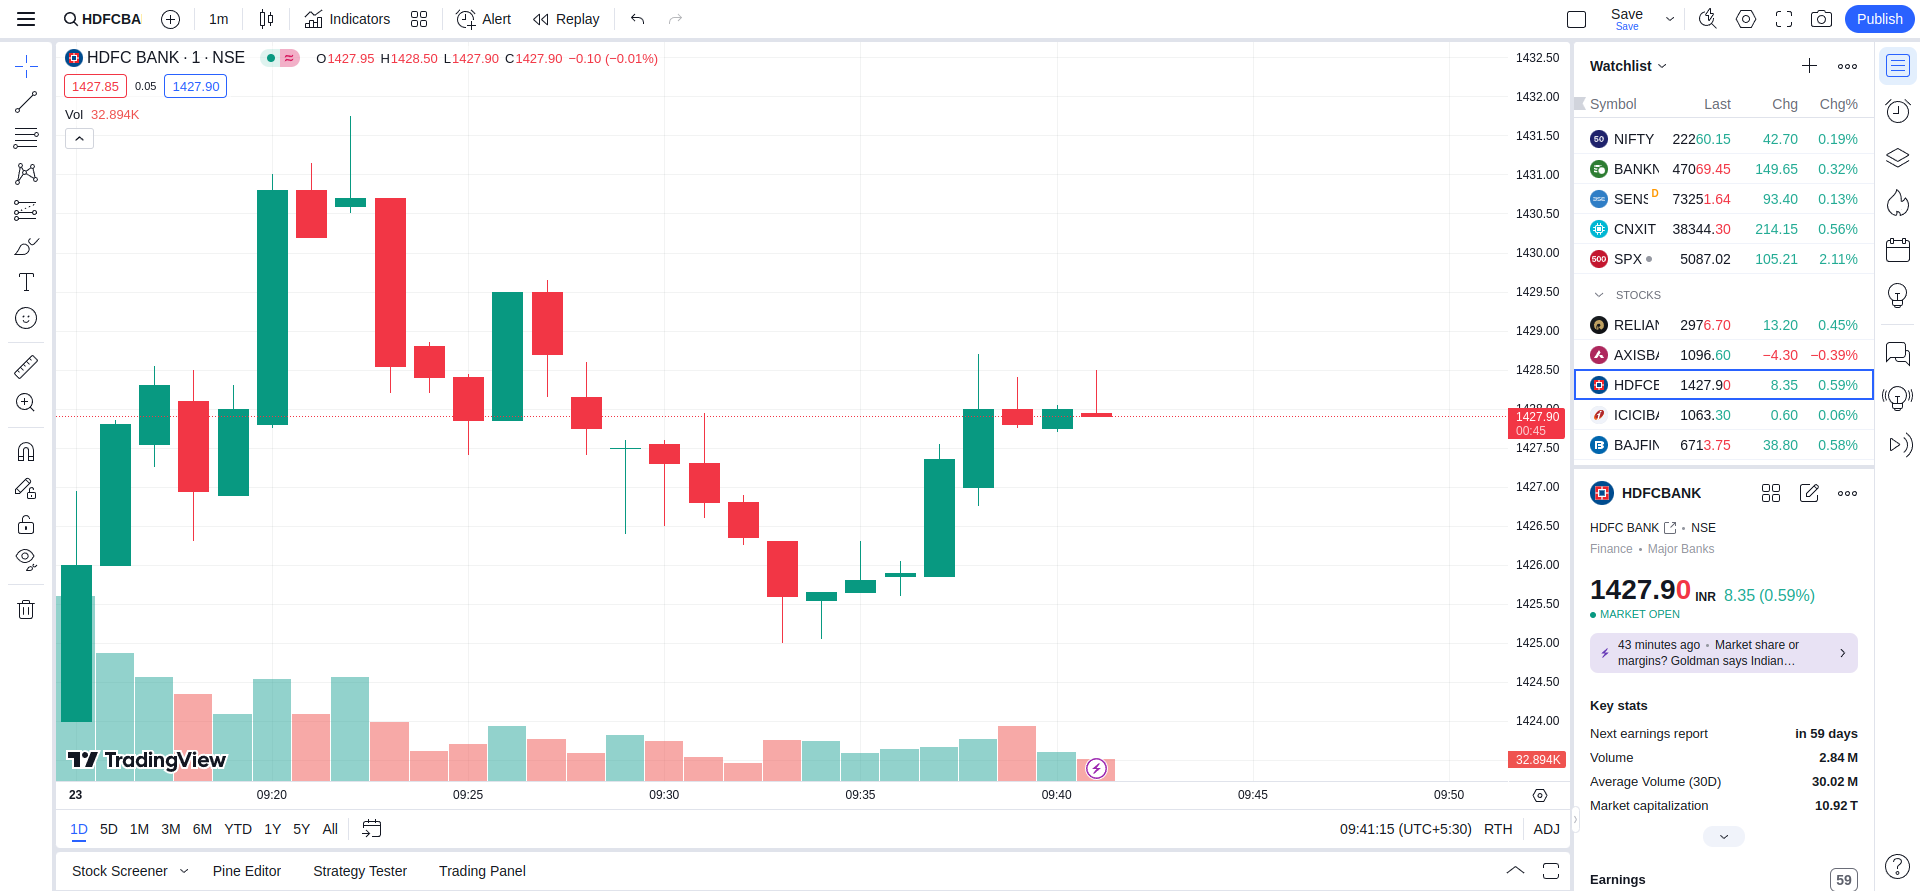 HDFCBA
1m
Indicators
Alert
Replay
Save
Save
Publish
HDFC BANK · 1 · NSE
O1427.95 H1428.50 L1427.90 C1427.90 −0.10 (−0.01%)
1427.85
0.05
1427.90
Vol 32.894K
1432.50
1432.00
1431.50
1431.00
1430.50
1430.00
1429.50
1429.00
1428.50
1427.90
00:45
1427.50
1427.00
1426.50
1426.00
1425.50
1425.00
1424.50
1424.00
32.894K
TradingView
23 09:20 09:25 09:30 09:35 09:40 09:45 09:50
1D 5D 1M 3M 6M YTD 1Y 5Y All
09:41:15 (UTC+5:30) RTH ADJ
Stock Screener Pine Editor Strategy Tester Trading Panel
Watchlist
Symbol Last Chg Chg%
50 NIFTY 22260.15 42.70 0.19%
BANKN 47069.45 149.65 0.32%
SENS D 73251.64 93.40 0.13%
CNXIT 38344.30 214.15 0.56%
500 SPX 5087.02 105.21 2.11%
STOCKS
RELIAN 2976.70 13.20 0.45%
AXISBA 1096.60 −4.30 −0.39%
HDFCB 1427.90 8.35 0.59%
ICICIBA 1063.30 0.60 0.06%
BAJFIN 6713.75 38.80 0.58%
HDFCBANK
HDFC BANK • NSE
Finance • Major Banks
1427.90 INR 8.35 (0.59%)
MARKET OPEN
43 minutes ago • Market share or
margins? Goldman says Indian…
Key stats
Next earnings report in 59 days
Volume 2.84 M
Average Volume (30D) 30.02 M
Market capitalization 10.92 T
Earnings 59